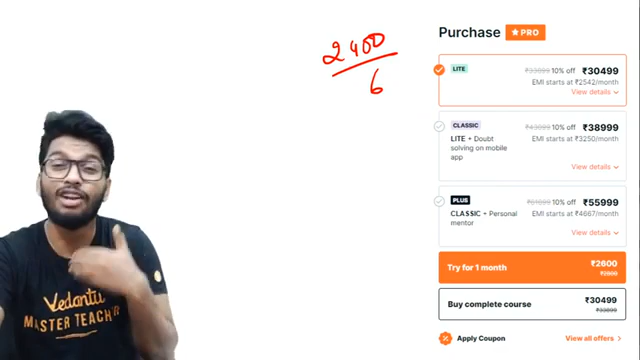 2400
6
Purchase
★ PRO
LITE
₹33899 10% off ₹30499
EMI starts at ₹2542/month
View details
CLASSIC
₹43099 10% off ₹38999
EMI starts at ₹3250/month
LITE + Doubt
solving on mobile
app
View details
PLUS
10% off ₹55999
EMI starts at ₹4667/month
CLASSIC + Personal
mentor
View details
Try for 1 month
₹2600
Buy complete course
₹30499
₹33899
Apply Coupon
View all offers
Vedantu
MASTER TEACHER